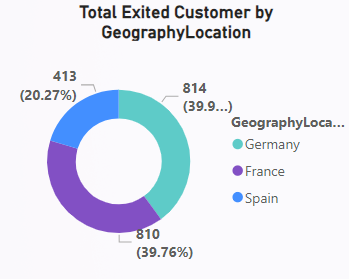 Total Exited Customer by
GeographyLocation
413
(20.27%)
814
(39.9...)
GeographyLoca...
Germany
France
Spain
810
(39.76%)